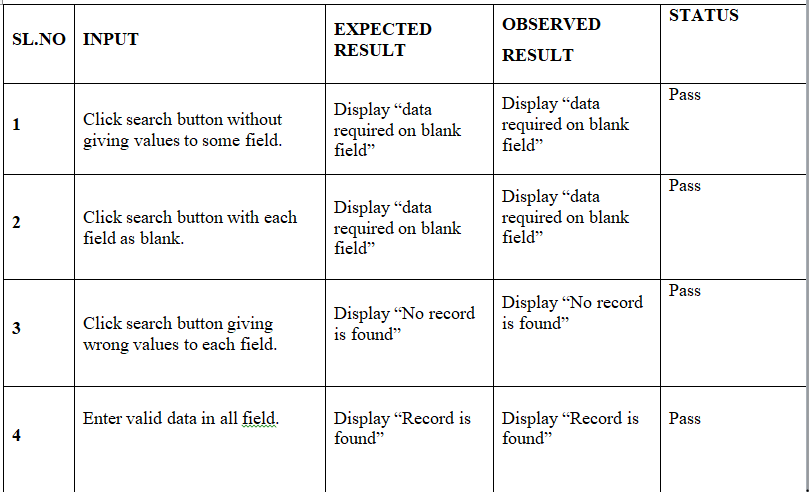 SL.NO
INPUT
EXPECTED
RESULT
OBSERVED
RESULT
STATUS
1
Click search button without
giving values to some field.
Display “data
required on blank
field”
Display “data
required on blank
field”
Pass
2
Click search button with each
field as blank.
Display “data
required on blank
field”
Display “data
required on blank
field”
Pass
3
Click search button giving
wrong values to each field.
Display “No record
is found”
Display “No record
is found”
Pass
4
Enter valid data in all field.
Display “Record is
found”
Display “Record is
found”
Pass